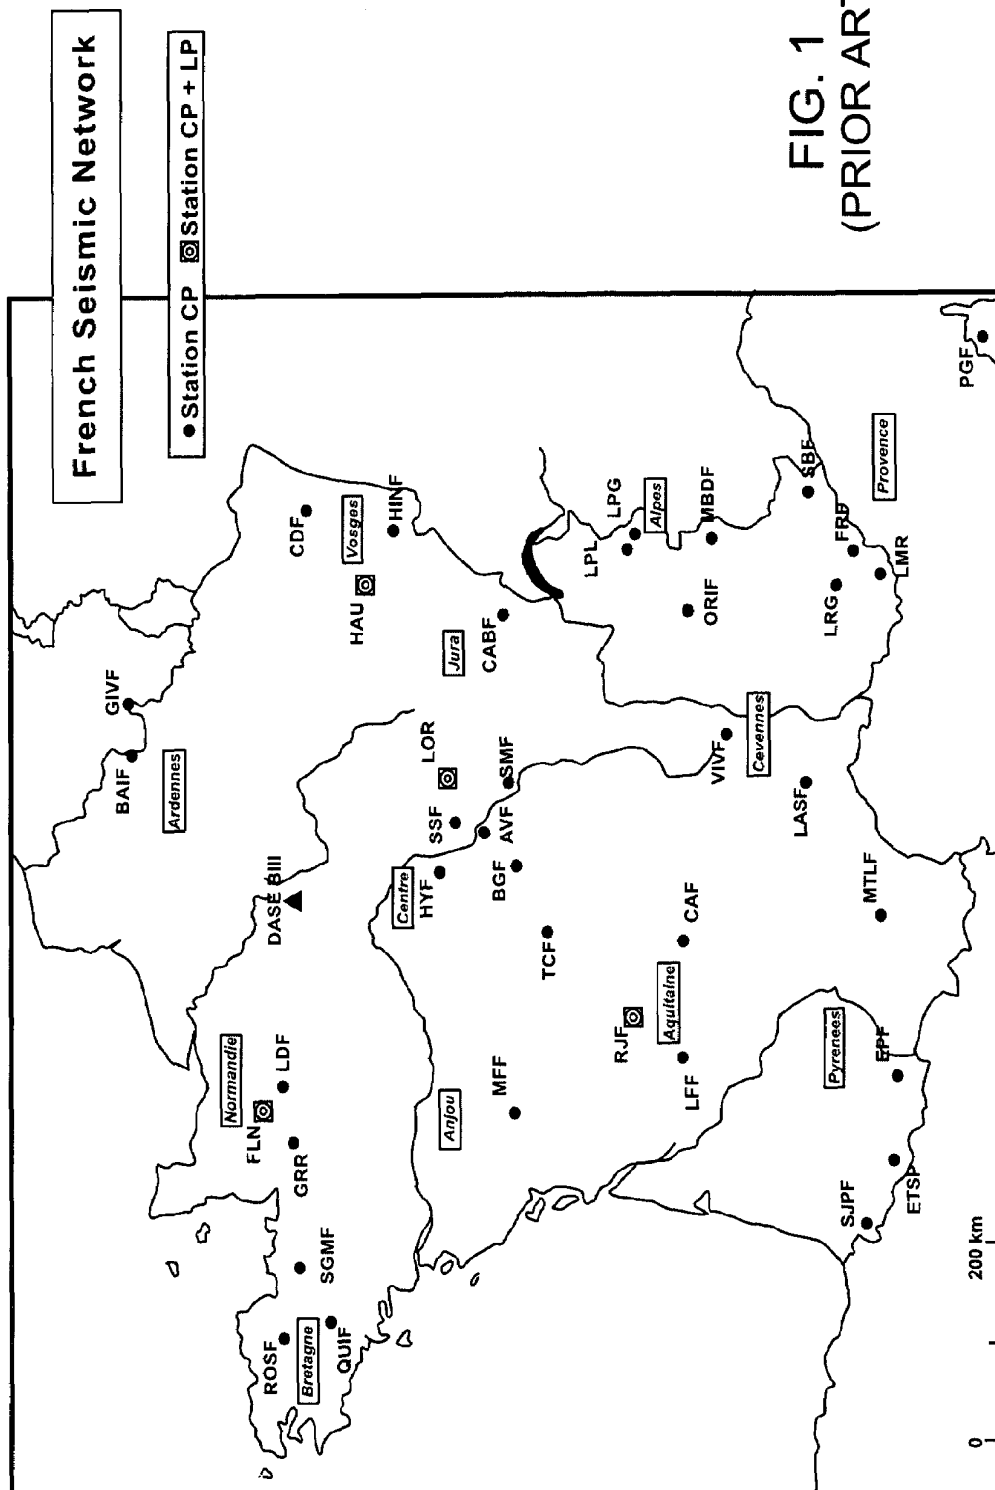 French Seismic Network
Station CP Station CP + LP
GIVF
BAIF
Ardennes
CDF
Vosges
HINF
HAU
DASE BIII
Normandie
LDF
FLN
GRR
SGMF
ROSF
Bretagne
QUIF
Jura
CABF
LOR
SSF
SMF
AVF
Centre
HYF
BGF
TCF
Anjou
MFF
LPG
LPL
Alpes
MBDF
ORIF
SBF
Provence
FRF
LMR
LRG
PGF
VIVF
Cevennes
LASF
CAF
MTLF
RJF
Aquitaine
LFF
Pyrenees
EPF
ETSP
SJPF
0 200 km
FIG. 1
(PRIOR ART